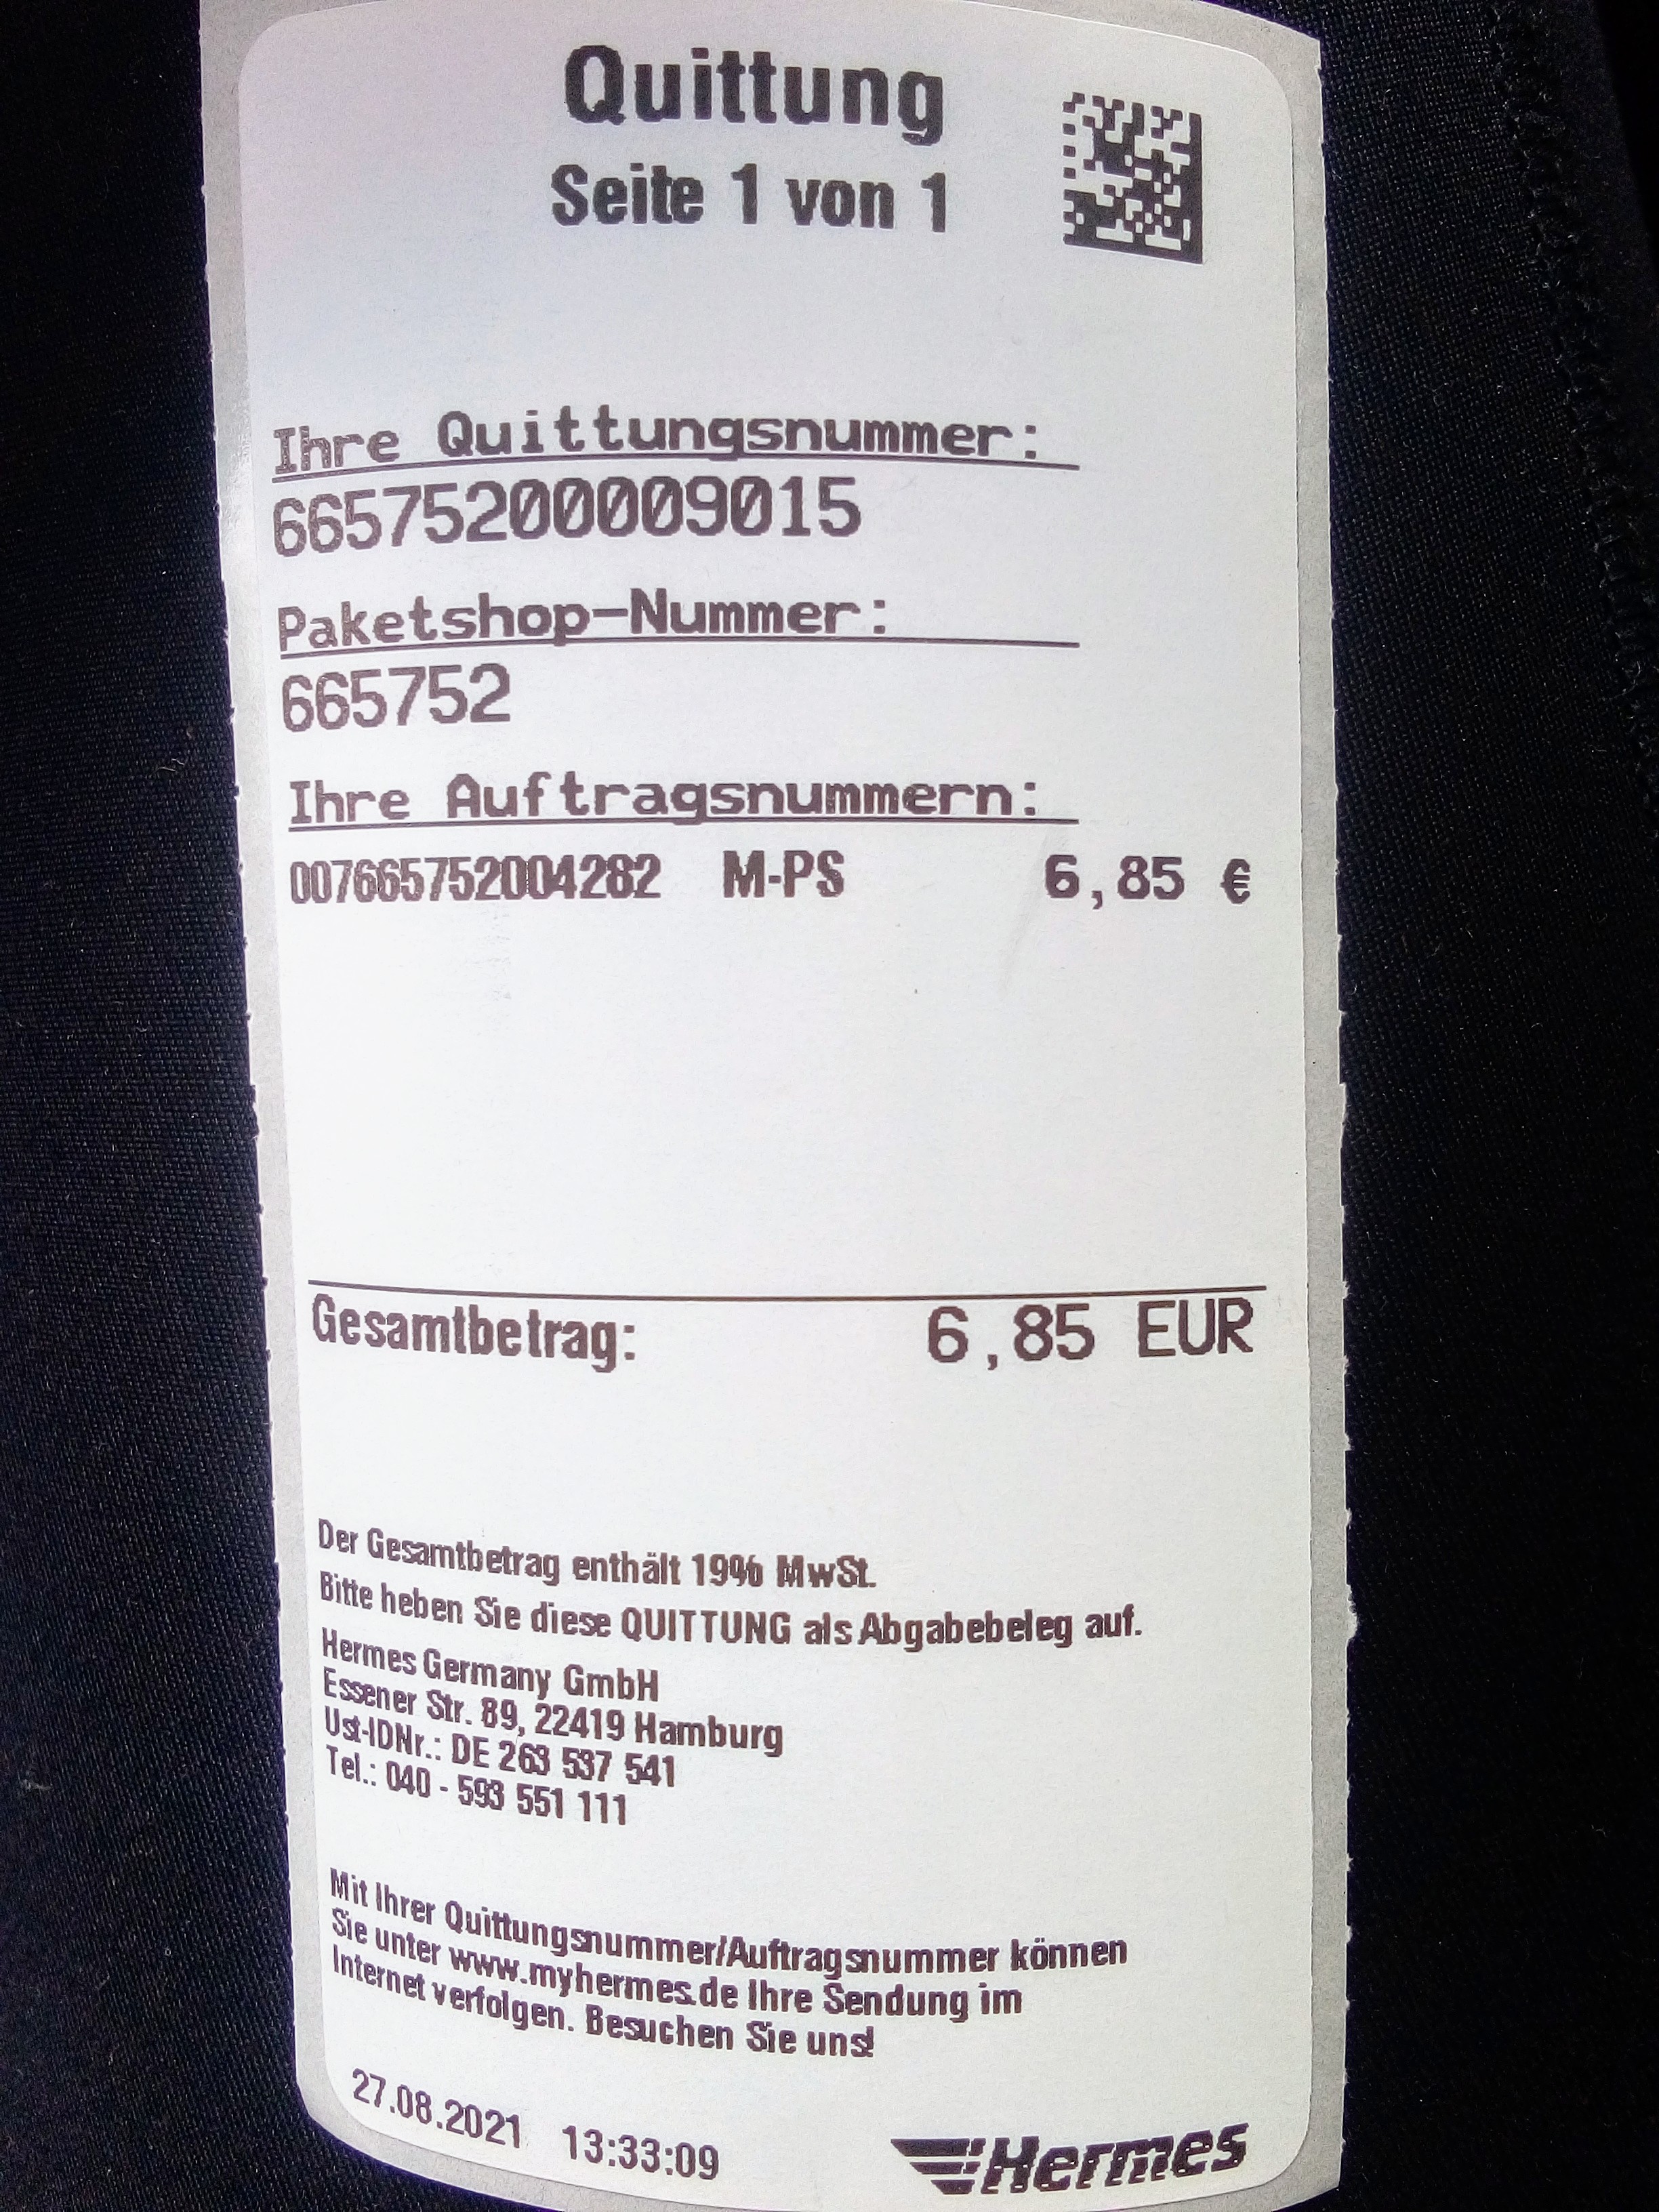 Quittung
Seite 1 von 1
Ihre Quittungsnummer:
66575200009015
Paketshop-Nummer:
665752
Ihre Auftragsnummern:
007665752004282 M-PS 6,85 €
Gesamtbetrag: 6,85 EUR
Der Gesamtbetrag enthält 19% MwSt.
Bitte heben Sie diese QUITTUNG als Abgabebeleg auf.
Hermes Germany GmbH
Essener Str. 89, 22419 Hamburg
Ust-IDNr.: DE 263 537 541
Tel.: 040 - 593 551 111
Mit Ihrer Quittungsnummer/Auftragsnummer können
Sie unter www.myhermes.de Ihre Sendung im
Internet verfolgen. Besuchen Sie uns!
27.08.2021 13:33:09
Hermes